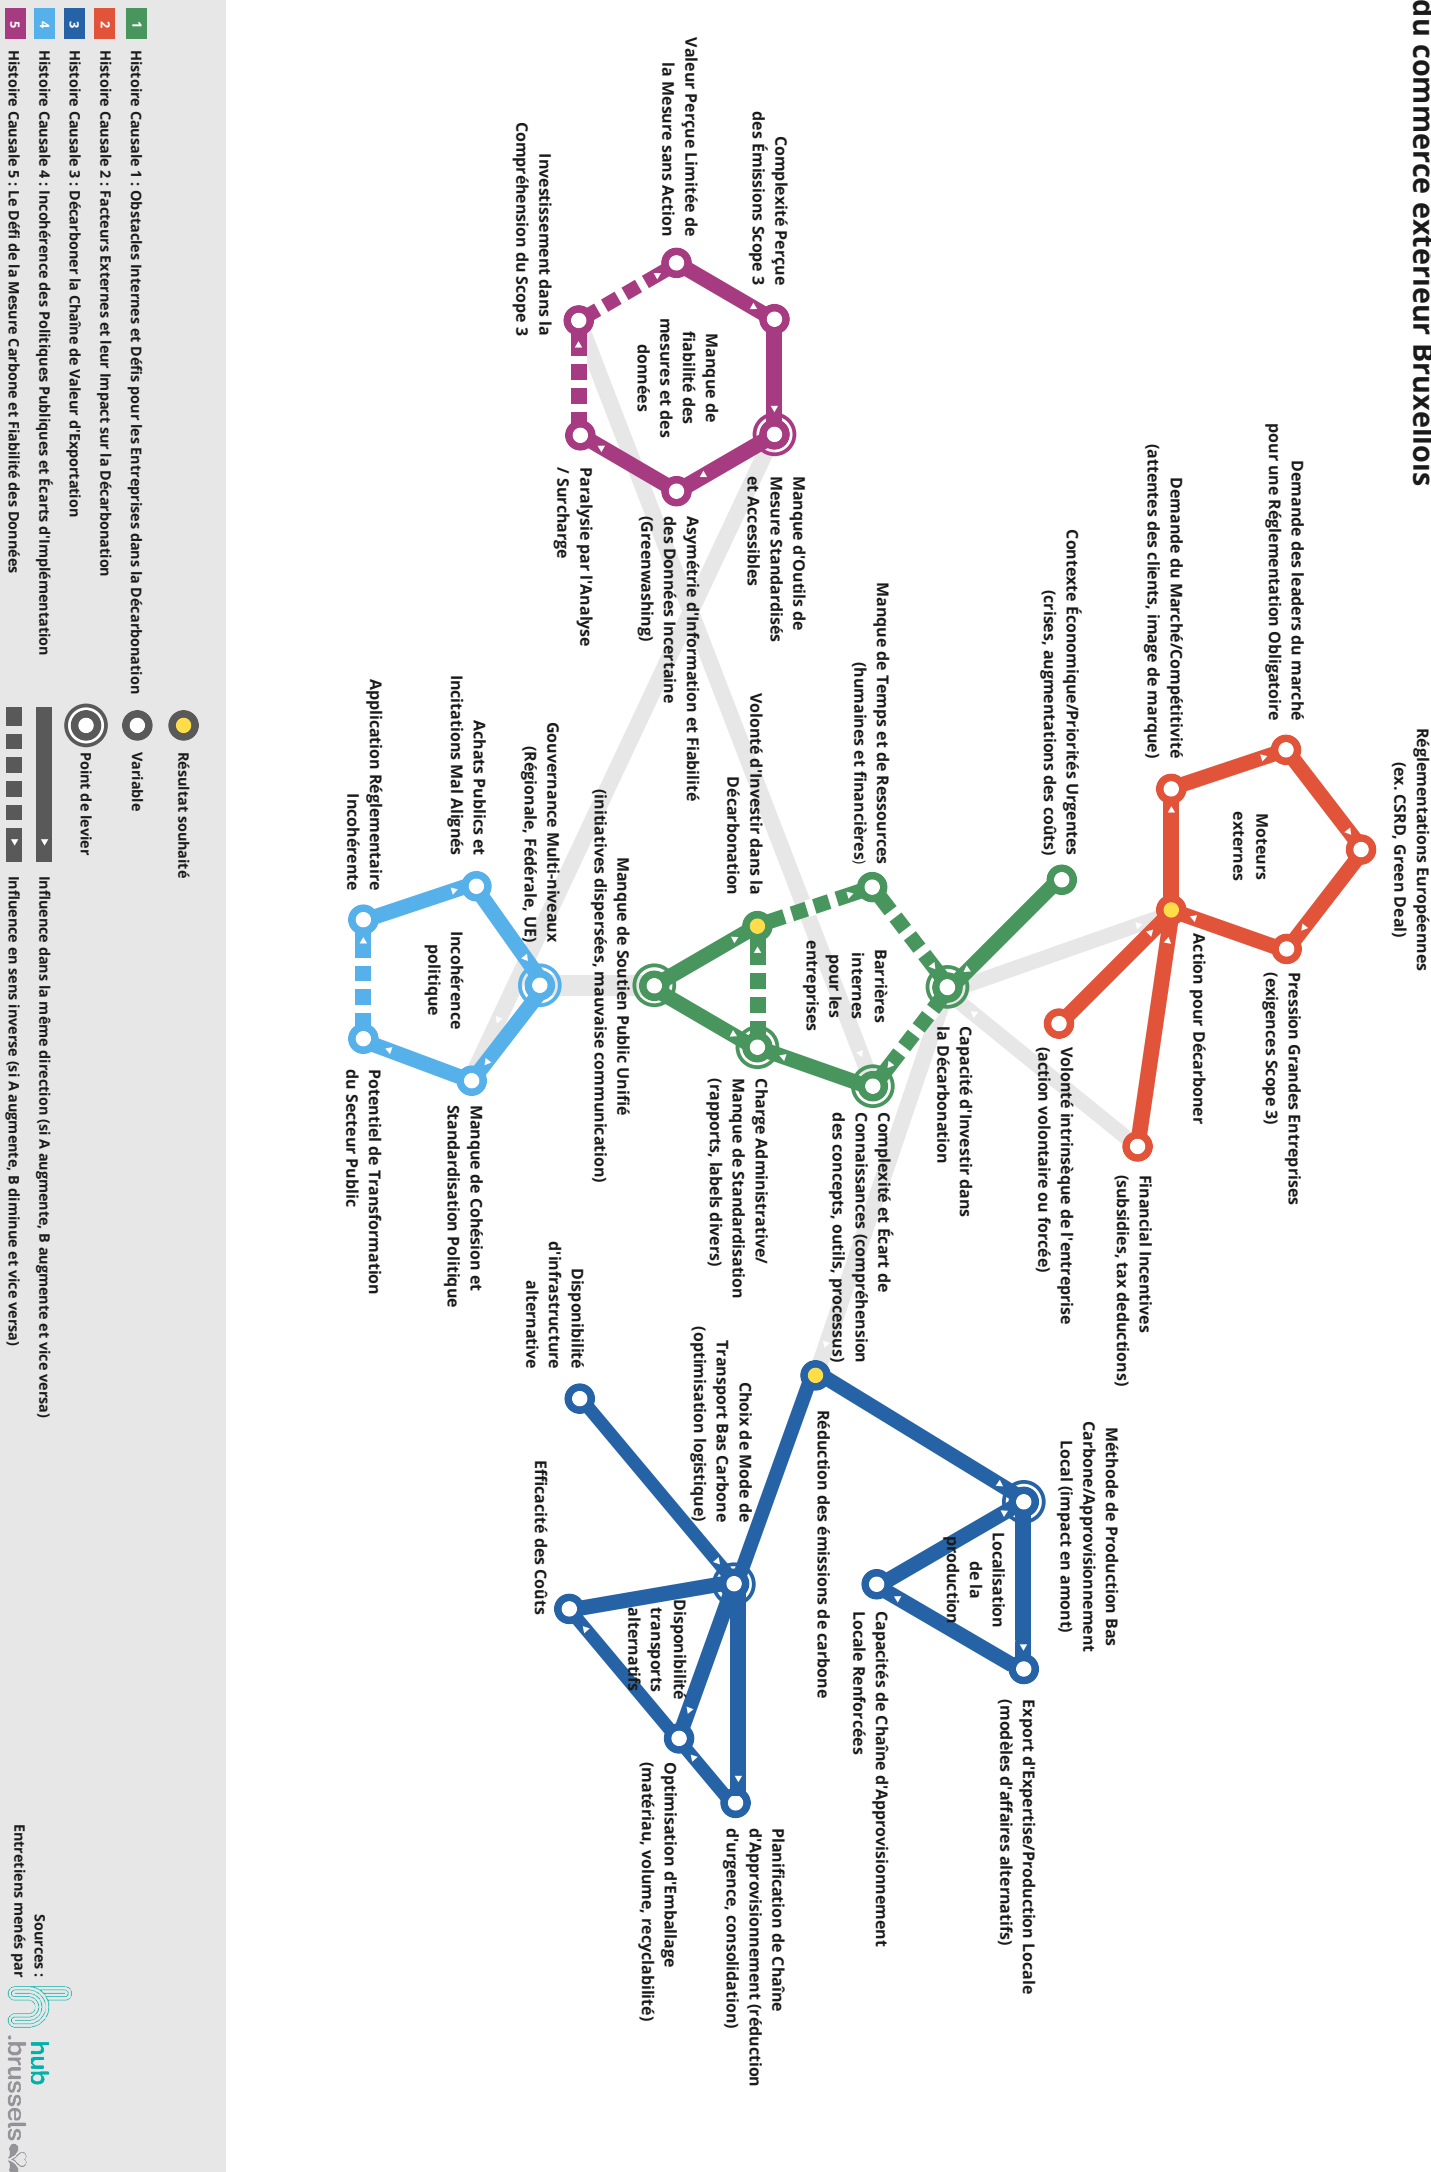 du commerce exterieur Bruxellois
Réglementations Européennes
(ex. CSRD, Green Deal)
Demande des leaders du marché
pour une Réglementation Obligatoire
Pression Grandes Entreprises
(exigences Scope 3)
Moteurs
externes
Demande du Marché/Compétitivité
(attentes des clients, image de marque)
Action pour Décarboner
Financial Incentives
(subsidies, tax deductions)
Volonté intrinsèque de l'entreprise
(action volontaire ou forcée)
Contexte Économique/Priorités Urgentes
(crises, augmentations des coûts)
Capacité d'Investir dans
la Décarbonation
Manque de Temps et de Ressources
(humaines et financières)
Barrières
internes
pour les
entreprises
Complexité et Écart de
Connaissances (compréhension
des concepts, outils, processus)
Volonté d'Investir dans la
Décarbonation
Charge Administrative/
Manque de Standardisation
(rapports, labels divers)
Manque de Soutien Public Unifié
(initiatives dispersées, mauvaise communication)
Méthode de Production Bas
Carbone/Approvisionnement
Local (impact en amont)
Export d'Expertise/Production Locale
(modèles d'affaires alternatifs)
Localisation
de la
production
Capacités de Chaîne d'Approvisionnement
Locale Renforcées
Réduction des émissions de carbone
Choix de Mode de
Transport Bas Carbone
(optimisation logistique)
Planification de Chaîne
d'Approvisionnement (réduction
d'urgence, consolidation)
Disponibilité
transports
alternatifs
Optimisation d'Emballage
(matériau, volume, recyclabilité)
Disponibilité
d'infrastructure
alternative
Efficacité des Coûts
Complexité Perçue
des Émissions Scope 3
Manque d'Outils de
Mesure Standardisés
et Accessibles
Valeur Perçue Limitée de
la Mesure sans Action
Manque de
fiabilité des
mesures et des
données
Asymétrie d'Information et Fiabilité
des Données Incertaine
(Greenwashing)
Investissement dans la
Compréhension du Scope 3
Paralysie par l'Analyse
/ Surcharge
Gouvernance Multi-niveaux
(Régionale, Fédérale, UE)
Achats Publics et
Incitations Mal Alignés
Incohérence
politique
Manque de Cohésion et
Standardisation Politique
Application Réglementaire
Incohérente
Potentiel de Transformation
du Secteur Public
1 Histoire Causale 1 : Obstacles Internes et Défis pour les Entreprises dans la Décarbonation
2 Histoire Causale 2 : Facteurs Externes et leur Impact sur la Décarbonation
3 Histoire Causale 3 : Décarboner la Chaîne de Valeur d'Exportation
4 Histoire Causale 4 : Incohérence des Politiques Publiques et Écarts d'Implémentation
5 Histoire Causale 5 : Le Défi de la Mesure Carbone et Fiabilité des Données
Résultat souhaité
Variable
Point de levier
Influence dans la même direction (si A augmente, B augmente et vice versa)
Influence en sens inverse (si A augmente, B diminue et vice versa)
Sources :
Entretiens menés par
hub
.brussels